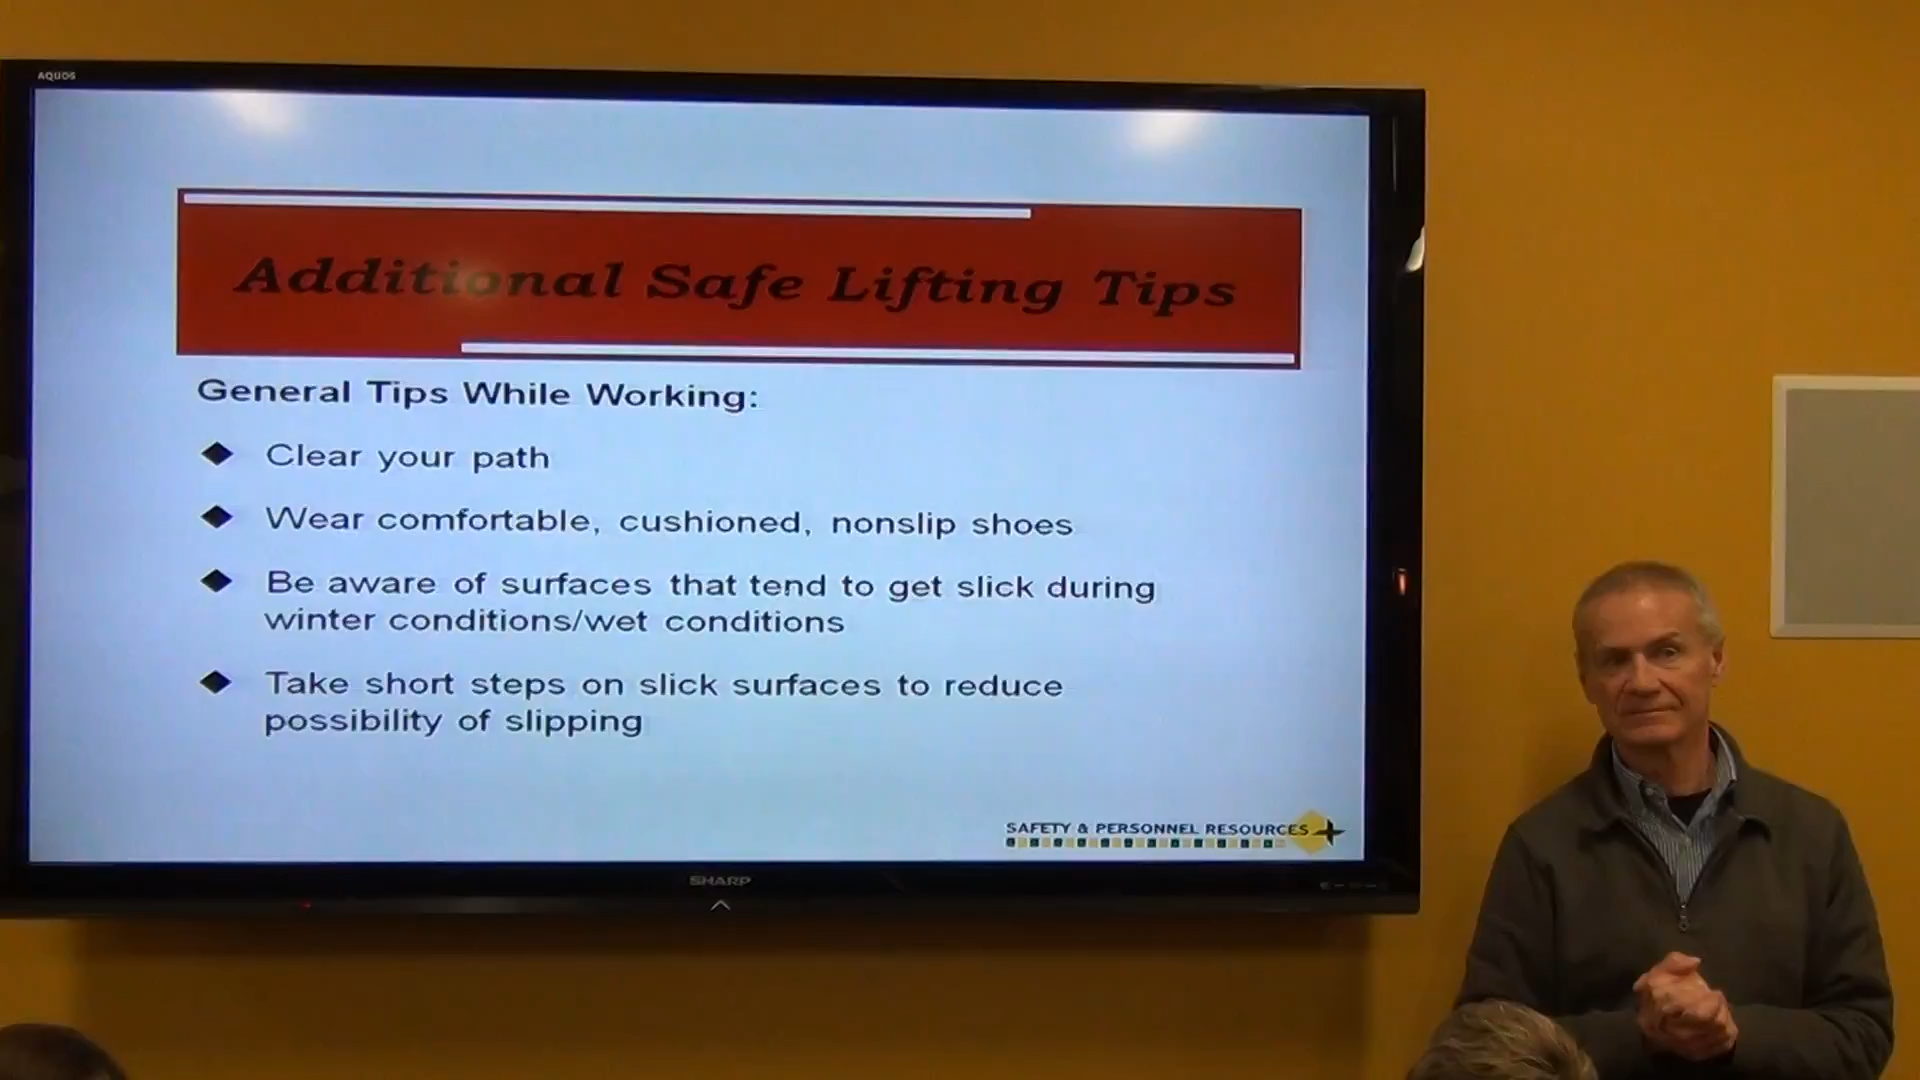 AQUOS
Additional Safe Lifting Tips
General Tips While Working:
Clear your path
Wear comfortable, cushioned, nonslip shoes
Be aware of surfaces that tend to get slick during
winter conditions/wet conditions
Take short steps on slick surfaces to reduce
possibility of slipping
SAFETY & PERSONNEL RESOURCES
SHARP